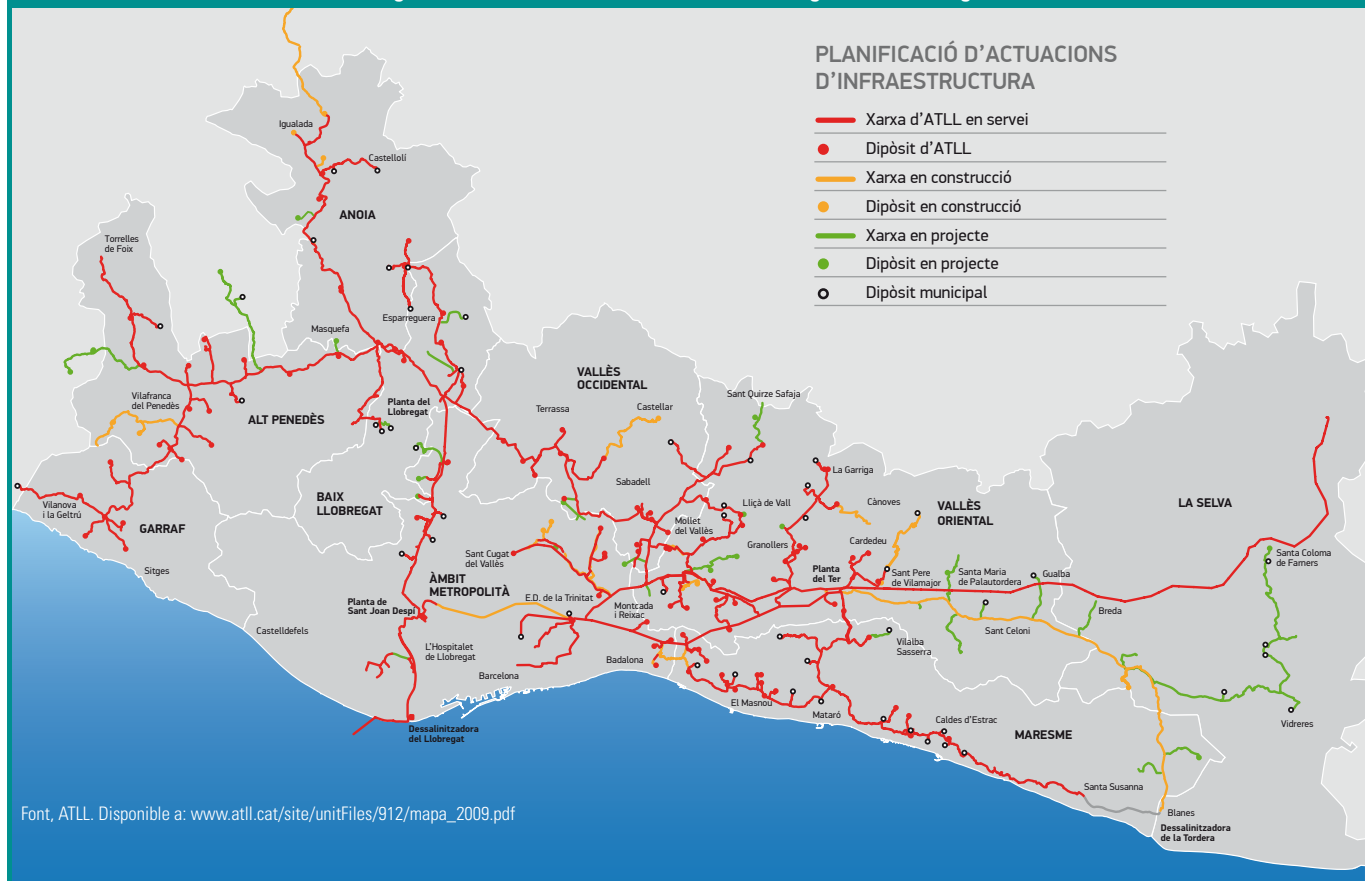 PLANIFICACIÓ D'ACTUACIONS
D'INFRAESTRUCTURA
Xarxa d'ATLL en servei
Dipòsit d'ATLL
Xarxa en construcció
Dipòsit en construcció
Xarxa en projecte
Dipòsit en projecte
Dipòsit municipal
Igualada
Castellolí
ANOIA
Torrelles
de Foix
Esparreguera
Masquefa
VALLÈS
OCCIDENTAL
Vilafranca
del Penedès
ALT PENEDÈS
Planta del
Llobregat
Terrassa
Castellar
Sant Quirze Safaja
La Garriga
Sabadell
Lliçà de Vall
Cànoves
VALLÈS
ORIENTAL
LA SELVA
Vilanova
i la Geltrú
GARRAF
BAIX
LLOBREGAT
Mollet
del Vallès
Granollers
Cardedeu
Sant Cugat
del Vallès
Sitges
ÀMBIT
METROPOLITÀ
Planta
del Ter
Sant Pere
de Vilamajor
Santa Maria
de Palautordera
Gualba
Santa Coloma
de Farners
Planta de
Sant Joan Despí
E.D. de la Trinitat
Montcada
i Reixac
Breda
Castelldefels
Sant Celoni
L'Hospitalet
de Llobregat
Vilalba
Sasserra
Badalona
Barcelona
El Masnou
Mataró
Caldes d'Estrac
MARESME
Vidreres
Dessalinitzadora
del Llobregat
Santa Susanna
Blanes
Dessalinitzadora
de la Tordera
Font, ATLL. Disponible a: www.atll.cat/site/unitFiles/912/mapa_2009.pdf